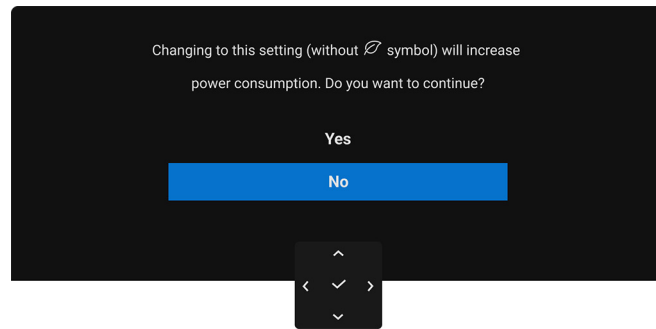 Changing to this setting (without symbol) will increase
power consumption. Do you want to continue?
Yes
No